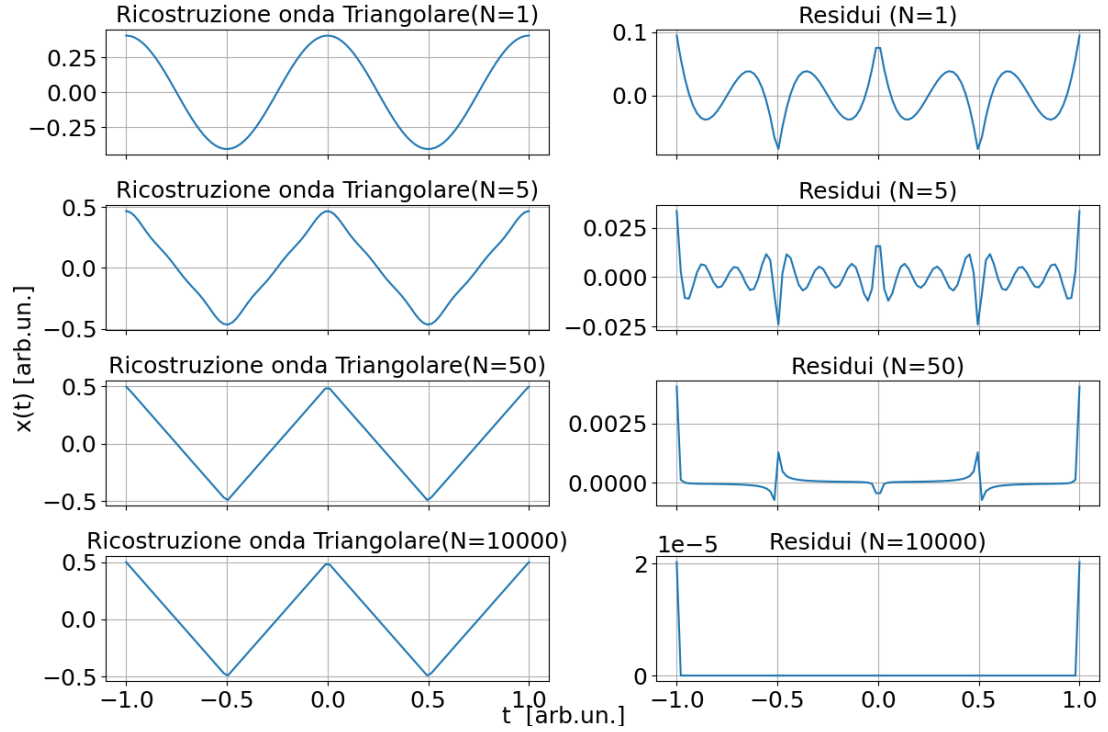 Ricostruzione onda Triangolare(N=1)
0.25
0.00
−0.25
Residui (N=1)
0.1
0.0
Ricostruzione onda Triangolare(N=5)
0.5
0.0
−0.5
Residui (N=5)
0.025
0.000
−0.025
x(t) [arb.un.]
Ricostruzione onda Triangolare(N=50)
0.5
0.0
−0.5
Residui (N=50)
0.0025
0.0000
Ricostruzione onda Triangolare(N=10000)
0.5
0.0
−0.5
−1.0 −0.5 0.0 0.5 1.0
1e−5
Residui (N=10000)
2
0
−1.0 −0.5 0.0 0.5 1.0
t [arb.un.]